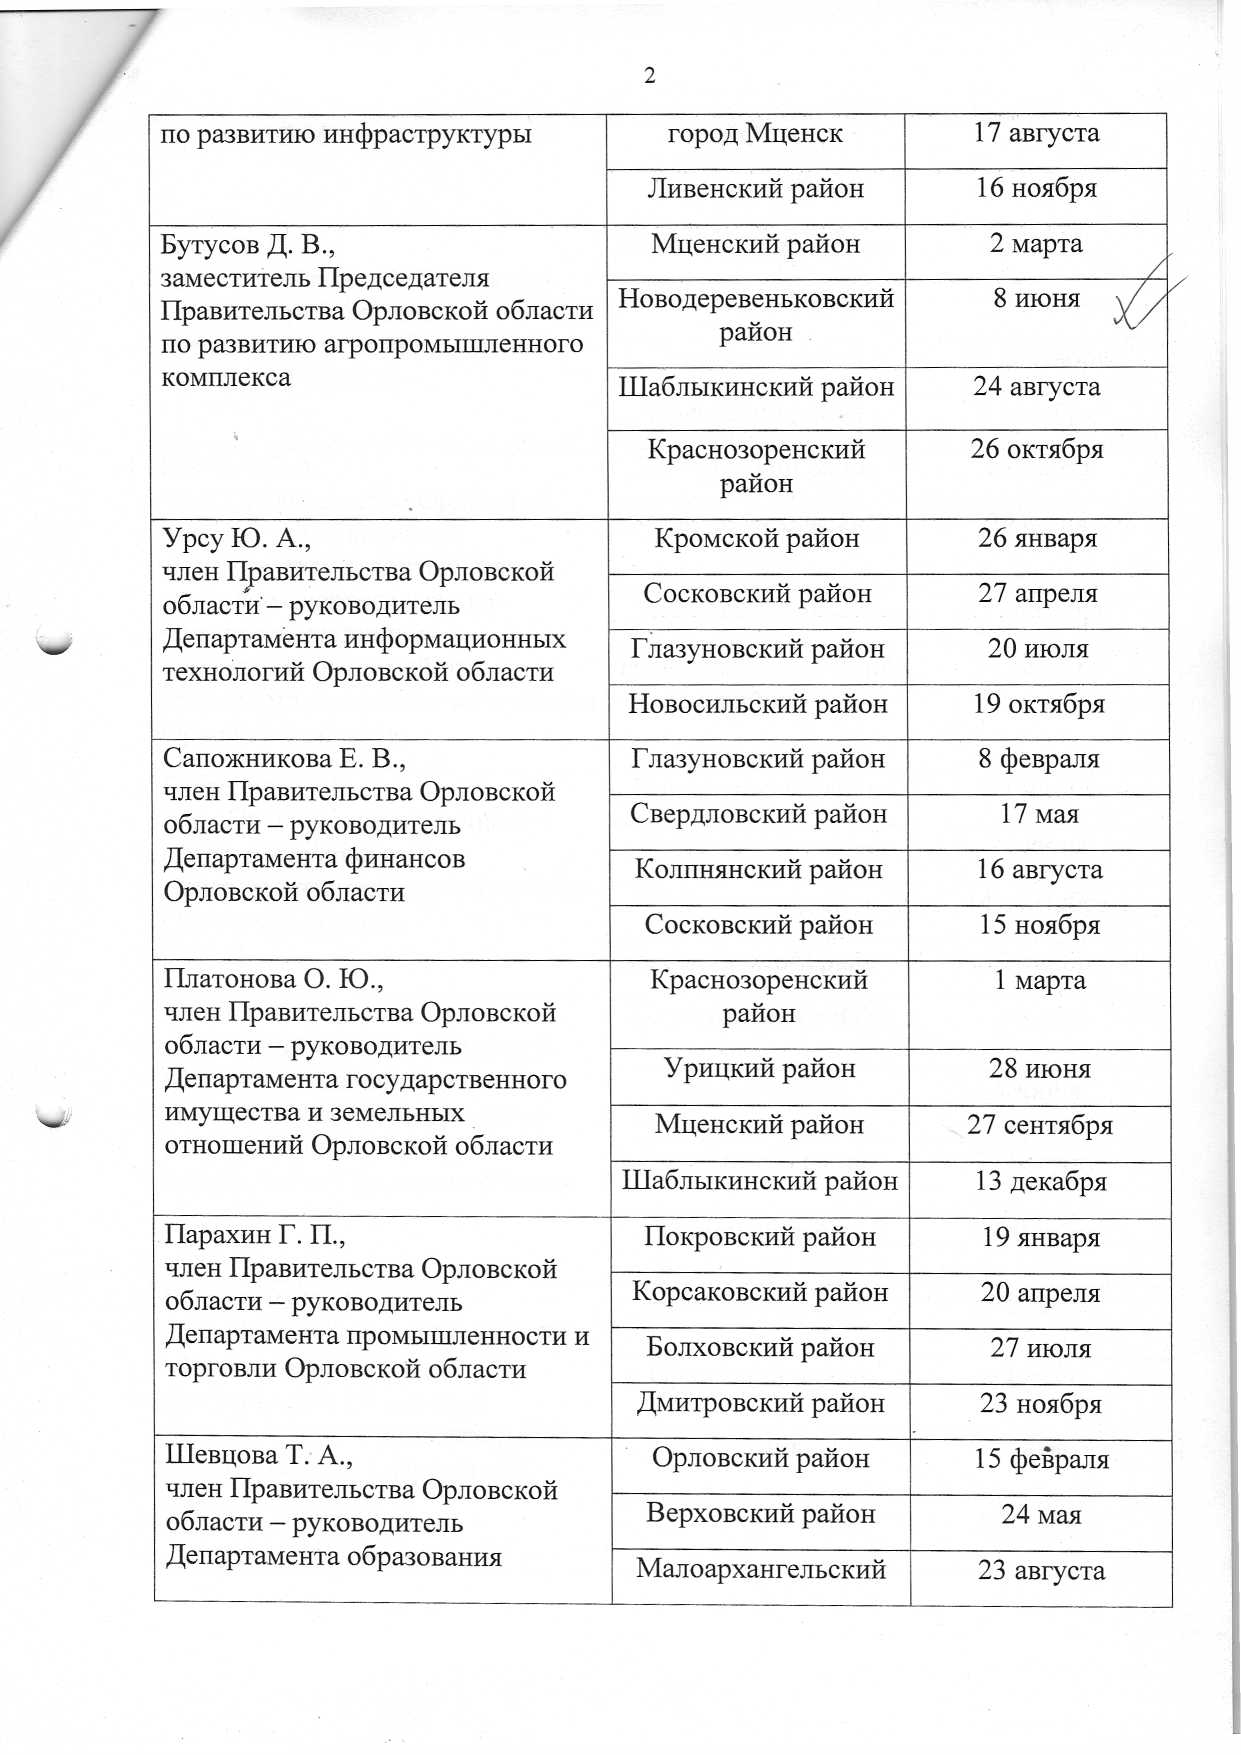 2
по развитию инфраструктуры
город Мценск
17 августа
Ливенский район
16 ноября
Бутусов Д. В.,
заместитель Председателя
Правительства Орловской области
по развитию агропромышленного
комплекса
Мценский район
2 марта
Новодеревеньковский
район
8 июня
Шаблыкинский район
24 августа
Краснозоренский
район
26 октября
Урсу Ю. А.,
член Правительства Орловской
области – руководитель
Департамента информационных
технологий Орловской области
Кромской район
26 января
Сосковский район
27 апреля
Глазуновский район
20 июля
Новосильский район
19 октября
Сапожникова Е. В.,
член Правительства Орловской
области – руководитель
Департамента финансов
Орловской области
Глазуновский район
8 февраля
Свердловский район
17 мая
Колпнянский район
16 августа
Сосковский район
15 ноября
Платонова О. Ю.,
член Правительства Орловской
области – руководитель
Департамента государственного
имущества и земельных
отношений Орловской области
Краснозоренский
район
1 марта
Урицкий район
28 июня
Мценский район
27 сентября
Шаблыкинский район
13 декабря
Парахин Г. П.,
член Правительства Орловской
области – руководитель
Департамента промышленности и
торговли Орловской области
Покровский район
19 января
Корсаковский район
20 апреля
Болховский район
27 июля
Дмитровский район
23 ноября
Шевцова Т. А.,
член Правительства Орловской
области – руководитель
Департамента образования
Орловский район
15 февраля
Верховский район
24 мая
Малоархангельский
23 августа